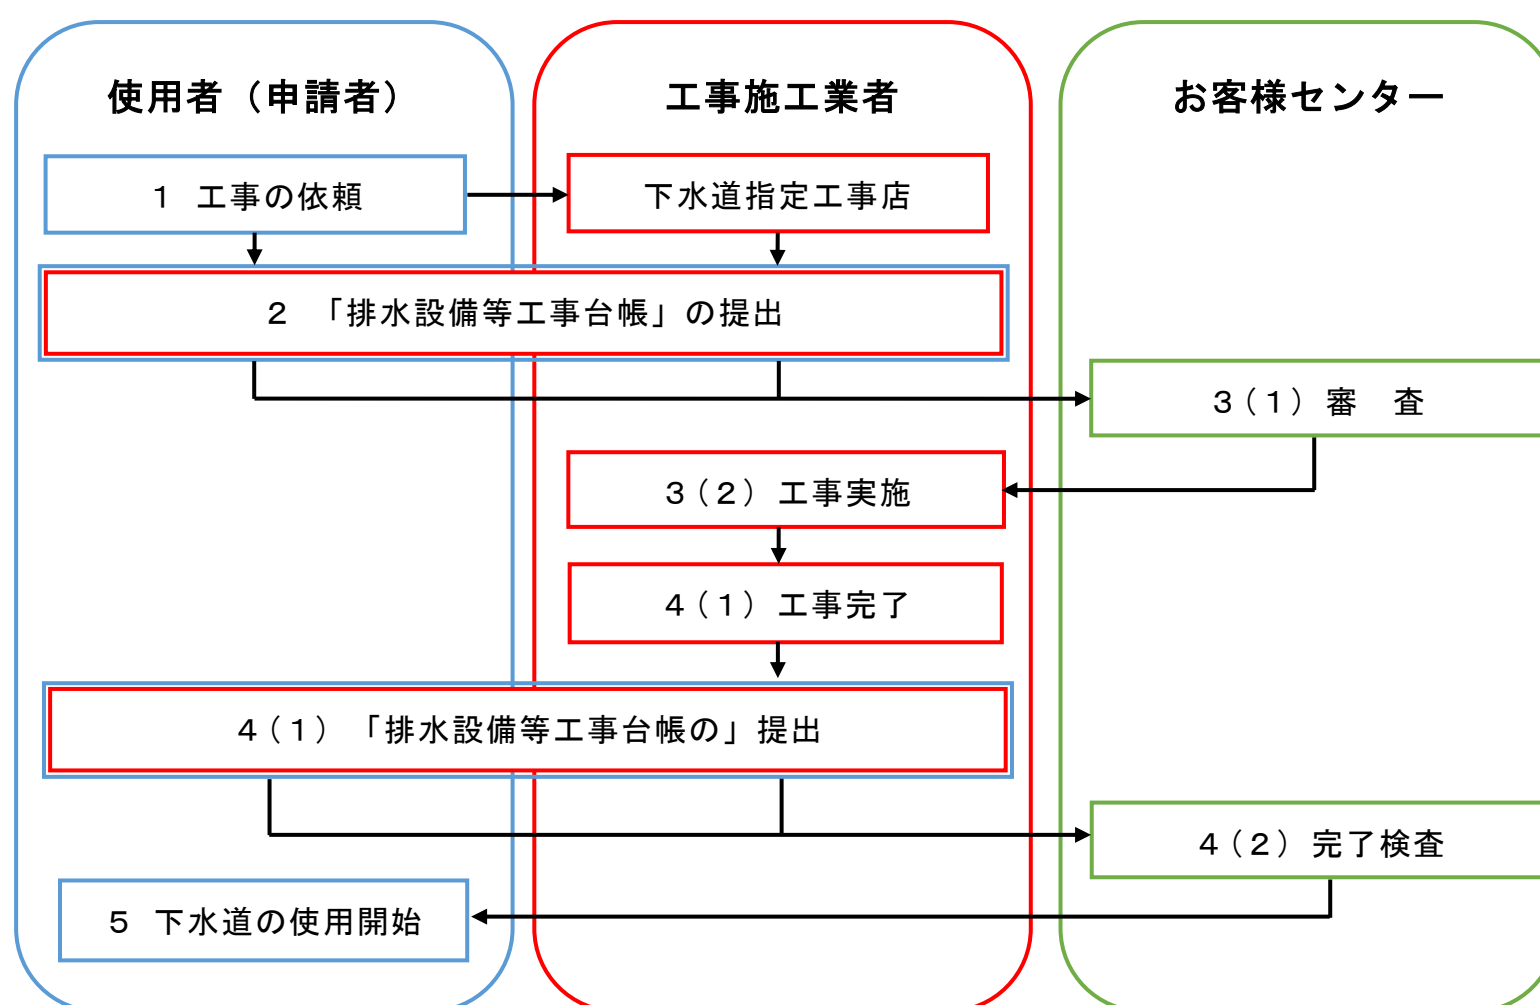 使用者（申請者）
工事施工業者
お客様センター
１ 工事の依頼
下水道指定工事店
２ 「排水設備等工事台帳」の提出
３（１）審　査
３（２）工事実施
４（１）工事完了
４（１）「排水設備等工事台帳の」提出
４（２）完了検査
５ 下水道の使用開始